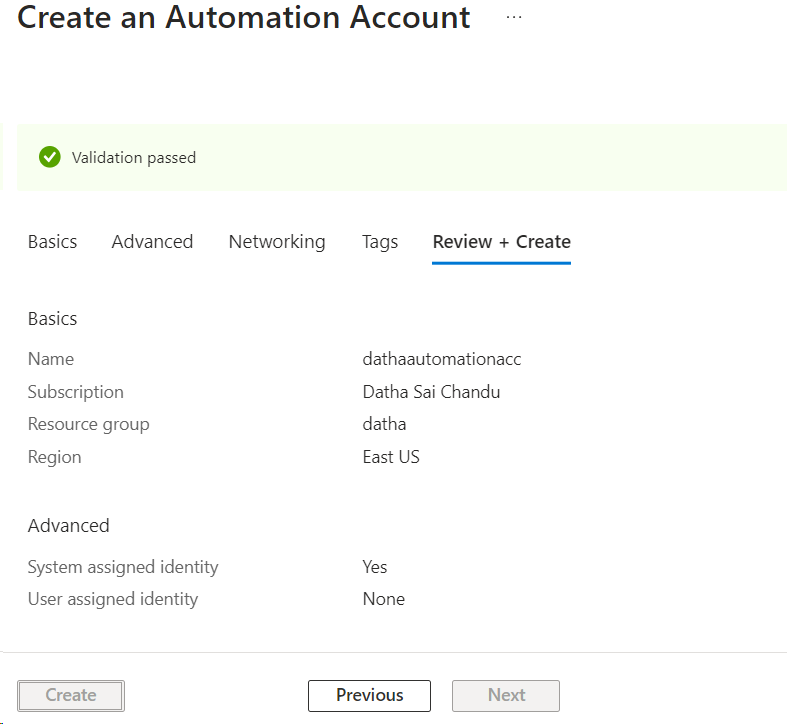 Create an Automation Account ...
Validation passed
Basics Advanced Networking Tags Review + Create
Basics
Name dathaautomationacc
Subscription Datha Sai Chandu
Resource group datha
Region East US
Advanced
System assigned identity Yes
User assigned identity None
Create Previous Next